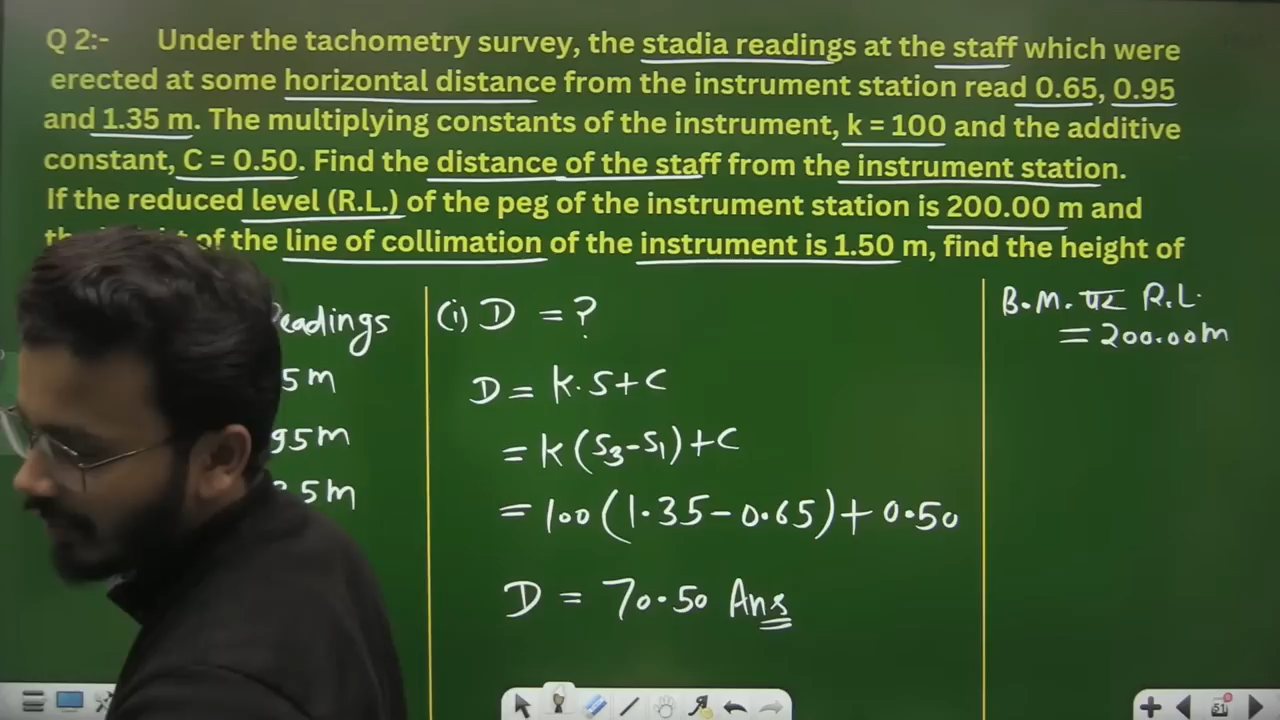 Q 2:- Under the tachometry survey, the stadia readings at the staff which were
erected at some horizontal distance from the instrument station read 0.65, 0.95
and 1.35 m. The multiplying constants of the instrument, k = 100 and the additive
constant, C = 0.50. Find the distance of the staff from the instrument station.
If the reduced level (R.L.) of the peg of the instrument station is 200.00 m and
of the line of collimation of the instrument is 1.50 m, find the height of
Readings
5m
95m
35m
(i) D = ?
D = K.S+C
= K(S3-S1)+C
= 100(1.35-0.65)+0.50
D = 70.50 Ans
B.M. पर R.L.
= 200.00m
51